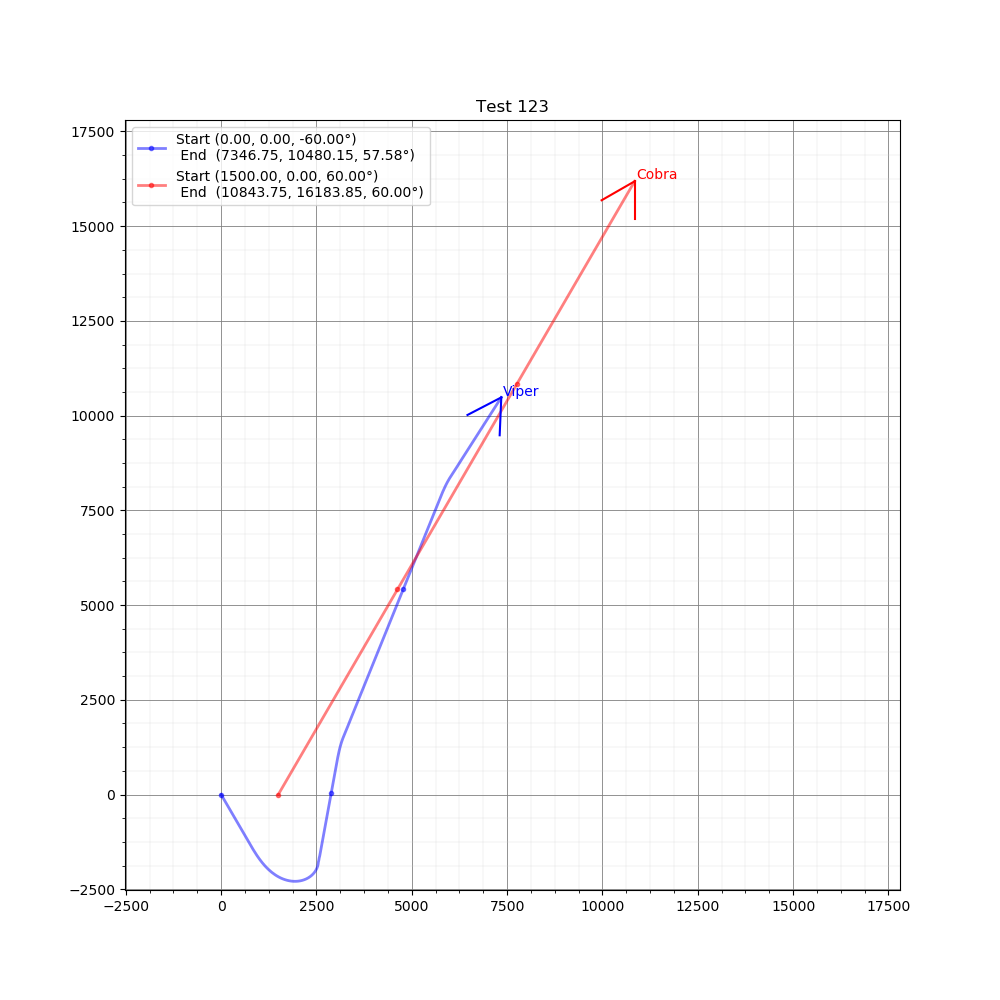 Test 123
Start (0.00, 0.00, -60.00°)
End  (7346.75, 10480.15, 57.58°)
Start (1500.00, 0.00, 60.00°)
End  (10843.75, 16183.85, 60.00°)
17500
15000
12500
10000
7500
5000
2500
0
−2500
Cobra
Viper
−2500 0 2500 5000 7500 10000 12500 15000 17500